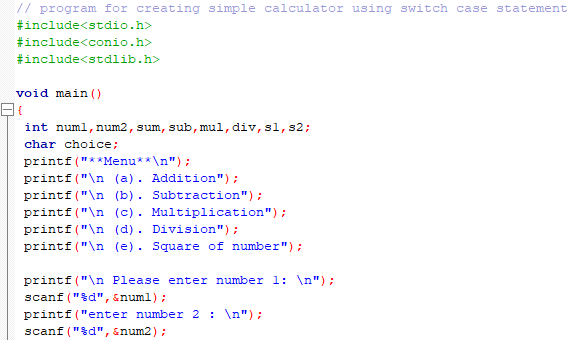 // program for creating simple calculator using switch case statement
#include<stdio.h>
#include<conio.h>
#include<stdlib.h>
void main()
{
int num1,num2,sum,sub,mul,div,s1,s2;
char choice;
printf("**Menu**\n");
printf("\n (a). Addition");
printf("\n (b). Subtraction");
printf("\n (c). Multiplication");
printf("\n (d). Division");
printf("\n (e). Square of number");
printf("\n Please enter number 1: \n");
scanf("%d",&num1);
printf("enter number 2 : \n");
scanf("%d",&num2);